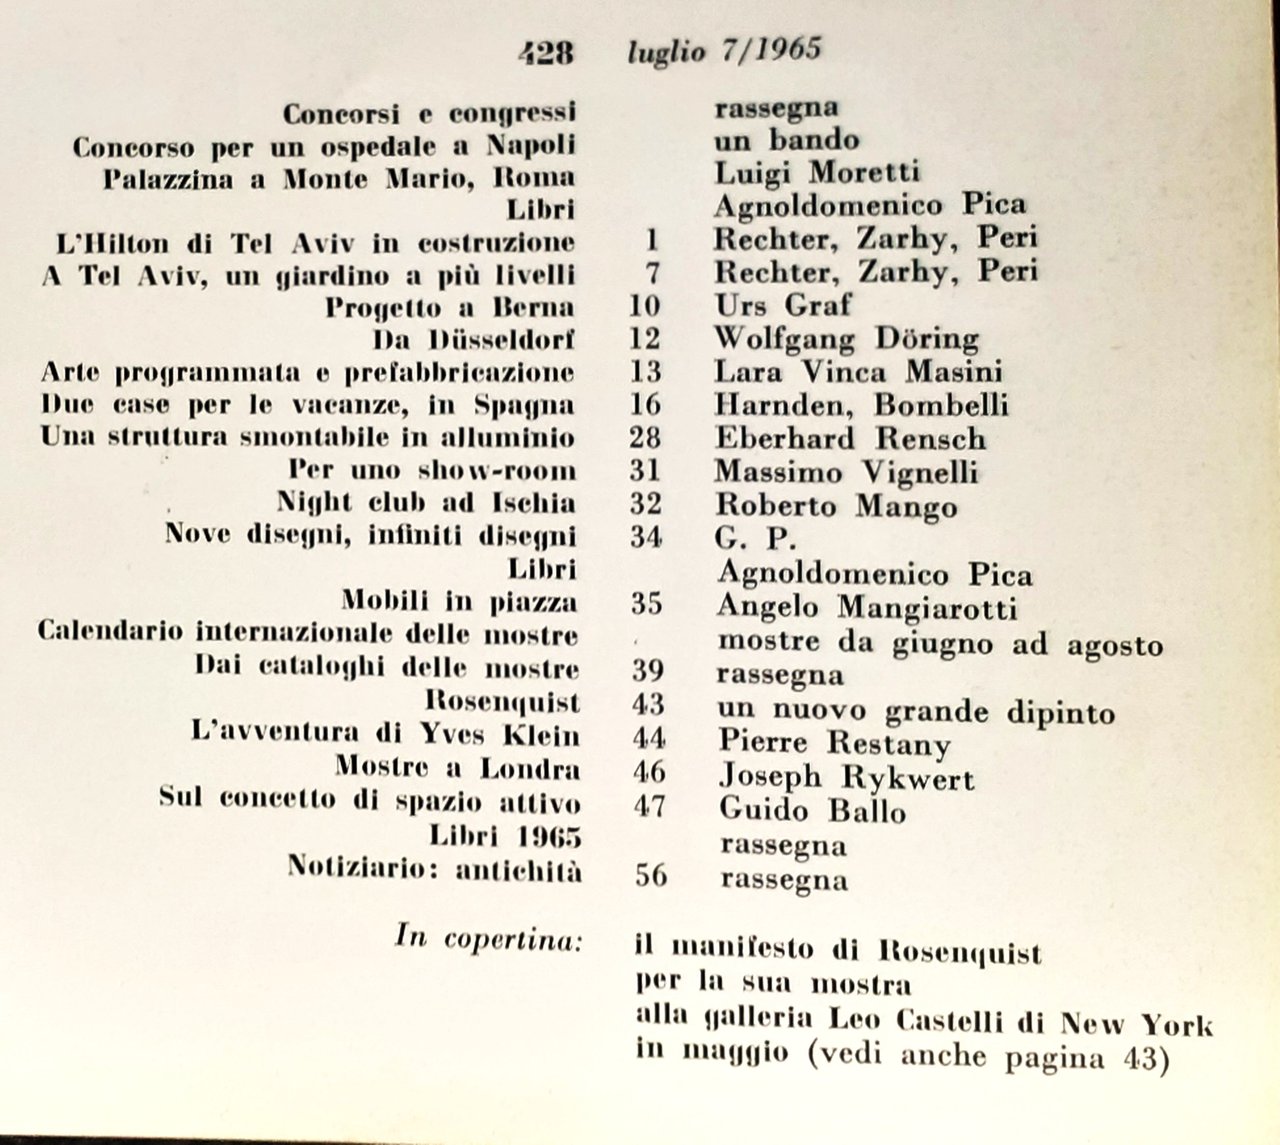 428 luglio 7/1965
Concorsi e congressi rassegna
Concorso per un ospedale a Napoli un bando
Palazzina a Monte Mario, Roma Luigi Moretti
Libri Agnoldomenico Pica
L'Hilton di Tel Aviv in costruzione 1 Rechter, Zarhy, Peri
A Tel Aviv, un giardino a più livelli 7 Rechter, Zarhy, Peri
Progetto a Berna 10 Urs Graf
Da Düsseldorf 12 Wolfgang Döring
Arte programmata e prefabbricazione 13 Lara Vinca Masini
Due case per le vacanze, in Spagna 16 Harnden, Bombelli
Una struttura smontabile in alluminio 28 Eberhard Rensch
Per uno show-room 31 Massimo Vignelli
Night club ad Ischia 32 Roberto Mango
Nove disegni, infiniti disegni 34 G. P.
Libri Agnoldomenico Pica
Mobili in piazza 35 Angelo Mangiarotti
Calendario internazionale delle mostre mostre da giugno ad agosto
Dai cataloghi delle mostre 39 rassegna
Rosenquist 43 un nuovo grande dipinto
L'avventura di Yves Klein 44 Pierre Restany
Mostre a Londra 46 Joseph Rykwert
Sul concetto di spazio attivo 47 Guido Ballo
Libri 1965 rassegna
Notiziario: antichità 56 rassegna
In copertina: il manifesto di Rosenquist
per la sua mostra
alla galleria Leo Castelli di New York
in maggio (vedi anche pagina 43)